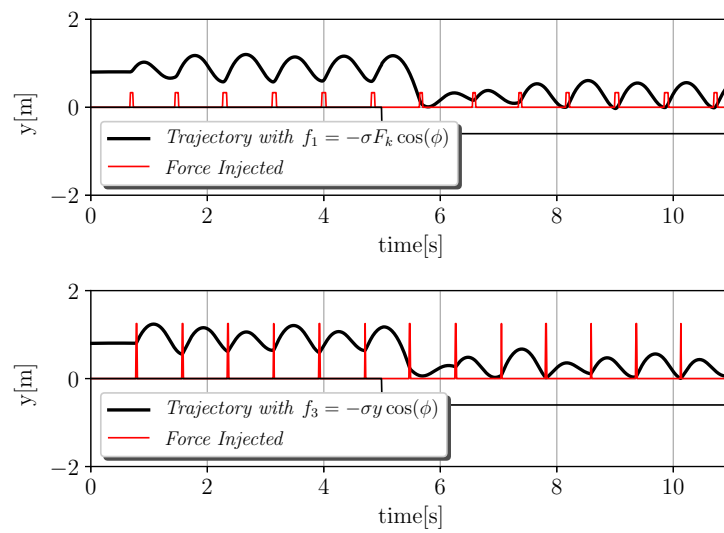 2
y[m]
0
Trajectory with f₁ = −σFₖ cos(ϕ)
Force Injected
−2
0 2 4 6 8 10
time[s]
2
y[m]
0
Trajectory with f₃ = −σy cos(ϕ)
Force Injected
−2
0 2 4 6 8 10
time[s]